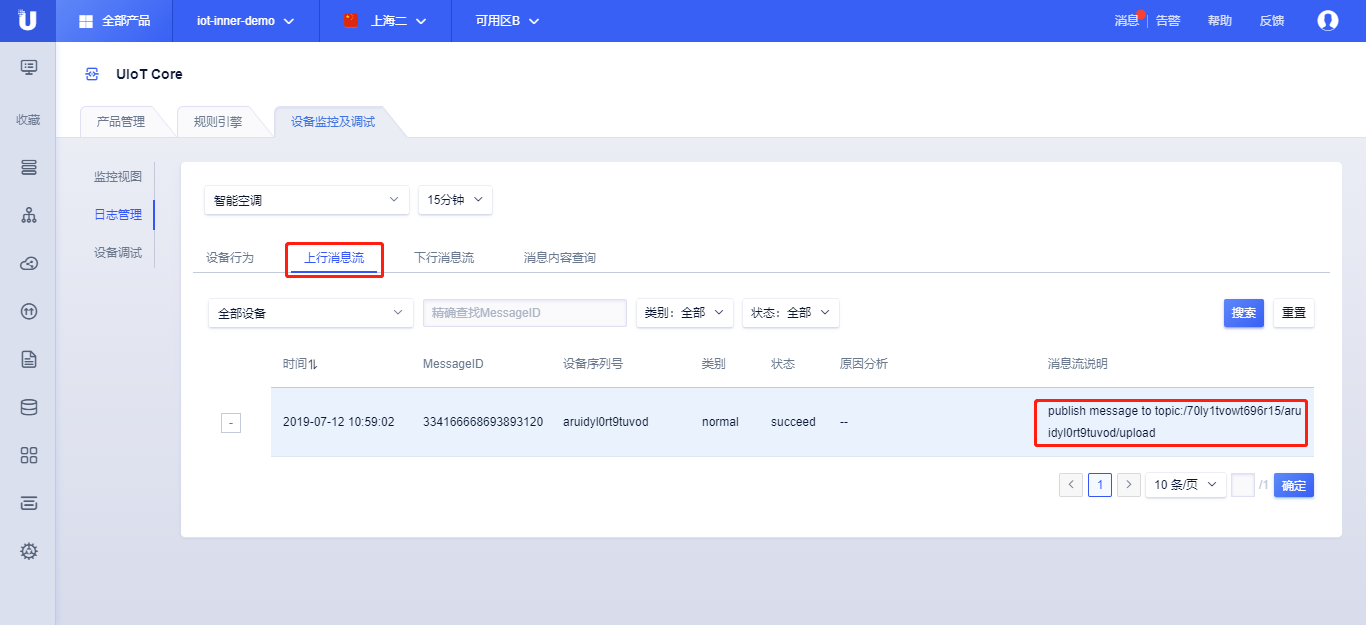 全部产品
iot-inner-demo
上海二
可用区B
消息
告警
帮助
反馈
收藏
UIoT Core
产品管理
规则引擎
设备监控及调试
监控视图
日志管理
设备调试
智能空调
15分钟
设备行为
上行消息流
下行消息流
消息内容查询
全部设备
精确查找MessageID
类别：全部
状态：全部
搜索
重置
时间
MessageID
设备序列号
类别
状态
原因分析
消息流说明
-
2019-07-12 10:59:02
334166668693893120
aruidyl0rt9tuvod
normal
succeed
--
publish message to topic:/70ly1tvowt696r15/aru
idyl0rt9tuvod/upload
1
10 条/页
/1
确定